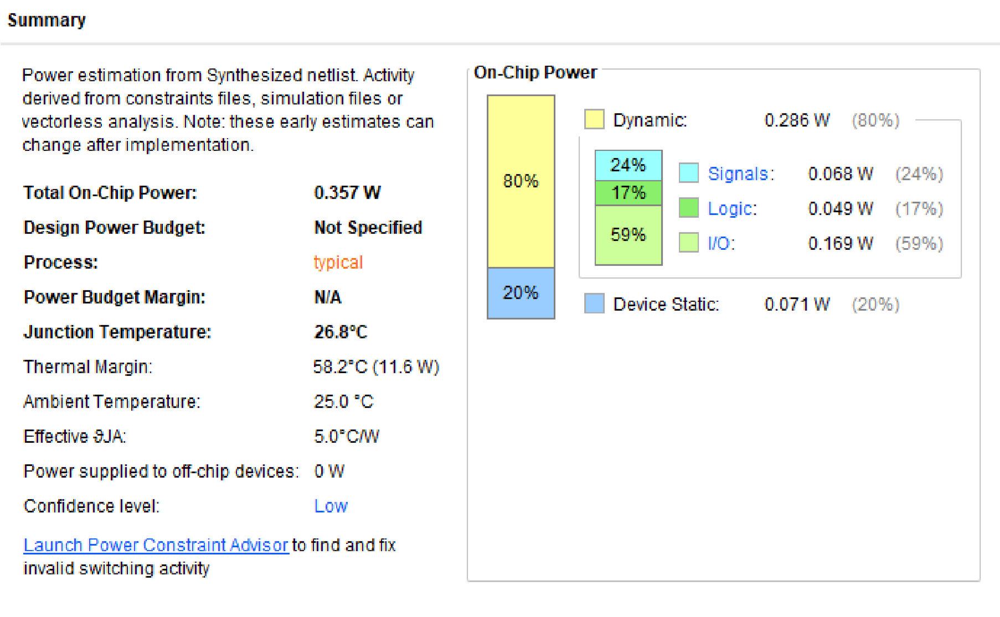 Summary
Power estimation from Synthesized netlist. Activity
derived from constraints files, simulation files or
vectorless analysis. Note: these early estimates can
change after implementation.
Total On-Chip Power: 0.357 W
Design Power Budget: Not Specified
Process: typical
Power Budget Margin: N/A
Junction Temperature: 26.8°C
Thermal Margin: 58.2°C (11.6 W)
Ambient Temperature: 25.0 °C
Effective ϑJA: 5.0°C/W
Power supplied to off-chip devices: 0 W
Confidence level: Low
Launch Power Constraint Advisor to find and fix
invalid switching activity
On-Chip Power
80%
20%
Dynamic: 0.286 W (80%)
24%
17%
59%
Signals: 0.068 W (24%)
Logic: 0.049 W (17%)
I/O: 0.169 W (59%)
Device Static: 0.071 W (20%)